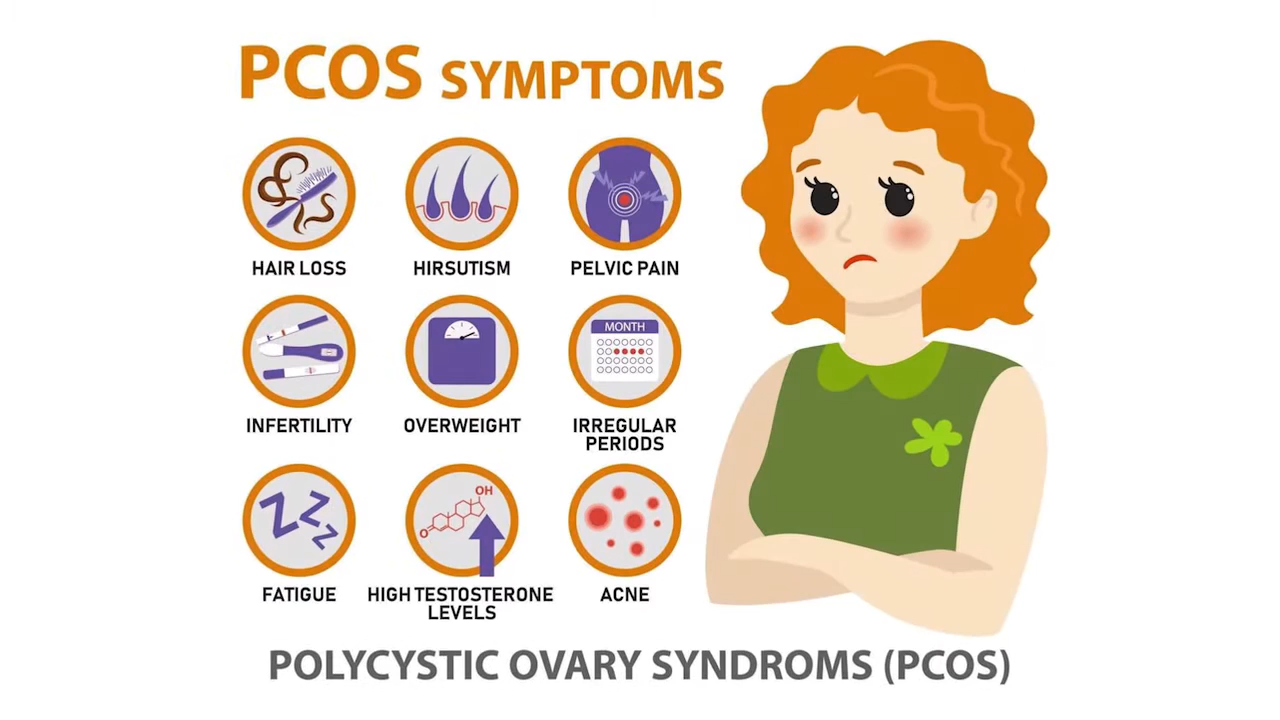 PCOS SYMPTOMS
HAIR LOSS
HIRSUTISM
PELVIC PAIN
MONTH
INFERTILITY
OVERWEIGHT
IRREGULAR
PERIODS
OH
O
FATIGUE
HIGH TESTOSTERONE
LEVELS
ACNE
POLYCYSTIC OVARY SYNDROMS (PCOS)